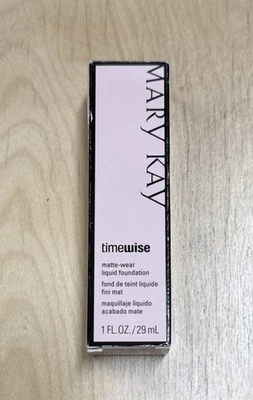 MARY KAY
timewise
matte-wear
liquid foundation
fond de teint liquide
fini mat
maquillaje líquido
acabado mate
1 FL.OZ./29 mL